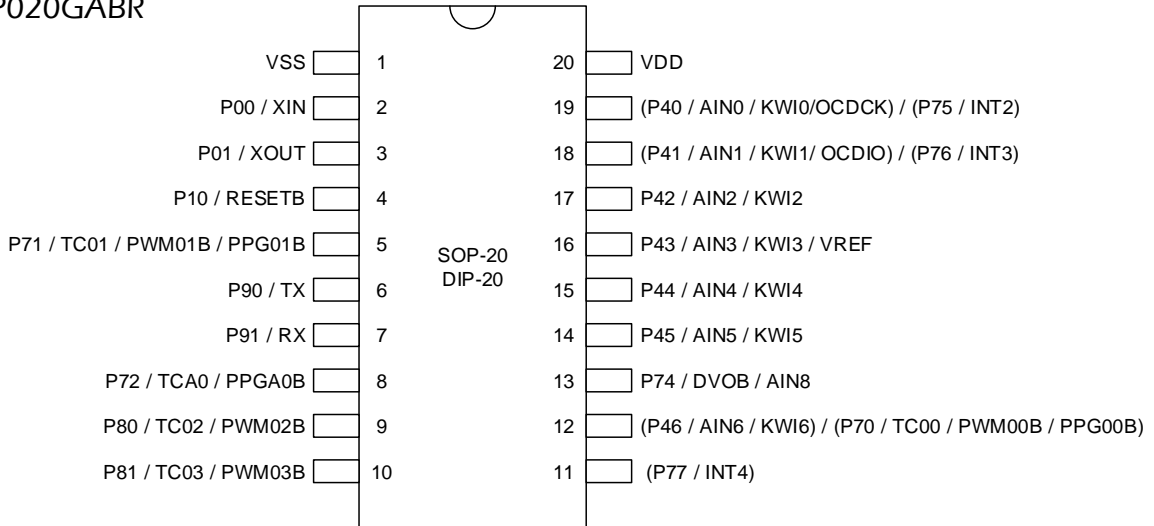 P020GABR
VSS 1 20 VDD
P00 / XIN 2 19 (P40 / AIN0 / KWI0/OCDCK) / (P75 / INT2)
P01 / XOUT 3 18 (P41 / AIN1 / KWI1/ OCDIO) / (P76 / INT3)
P10 / RESETB 4 17 P42 / AIN2 / KWI2
P71 / TC01 / PWM01B / PPG01B 5 16 P43 / AIN3 / KWI3 / VREF
SOP-20
DIP-20
P90 / TX 6 15 P44 / AIN4 / KWI4
P91 / RX 7 14 P45 / AIN5 / KWI5
P72 / TCA0 / PPGA0B 8 13 P74 / DVOB / AIN8
P80 / TC02 / PWM02B 9 12 (P46 / AIN6 / KWI6) / (P70 / TC00 / PWM00B / PPG00B)
P81 / TC03 / PWM03B 10 11 (P77 / INT4)